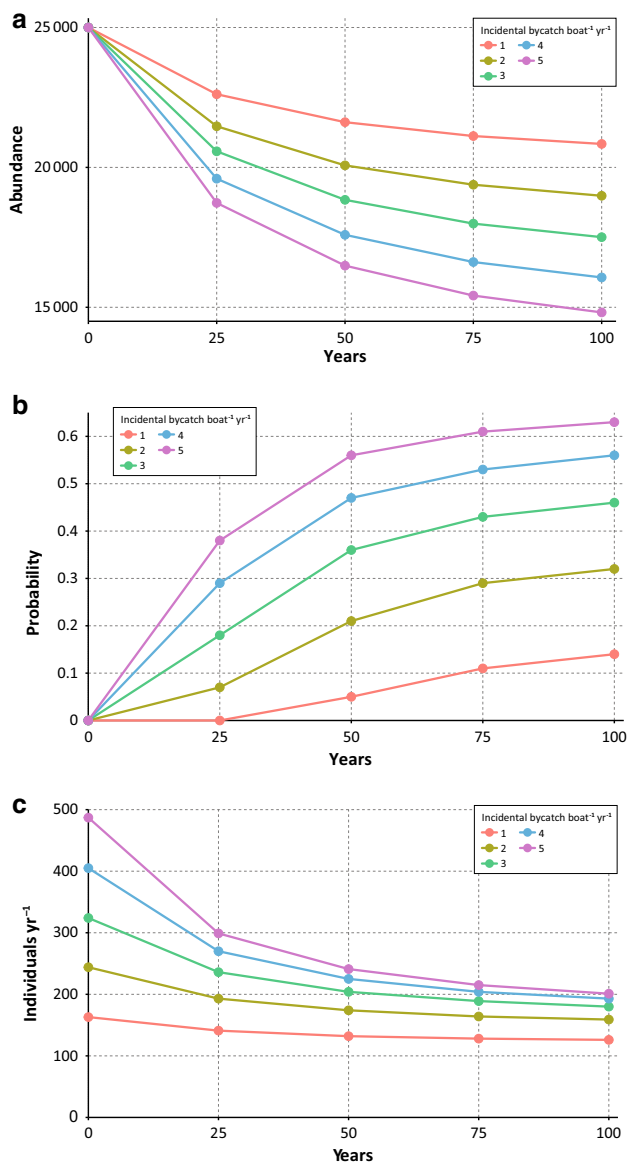 a
25 000
20 000
15 000
Abundance
Incidental bycatch boat⁻¹ yr⁻¹
1 4
2 5
3
0 25 50 75 100
Years
b
0.6
0.5
0.4
0.3
0.2
0.1
0
Probability
Incidental bycatch boat⁻¹ yr⁻¹
1 4
2 5
3
0 25 50 75 100
Years
c
500
400
300
200
100
0
Individuals yr⁻¹
Incidental bycatch boat⁻¹ yr⁻¹
1 4
2 5
3
0 25 50 75 100
Years